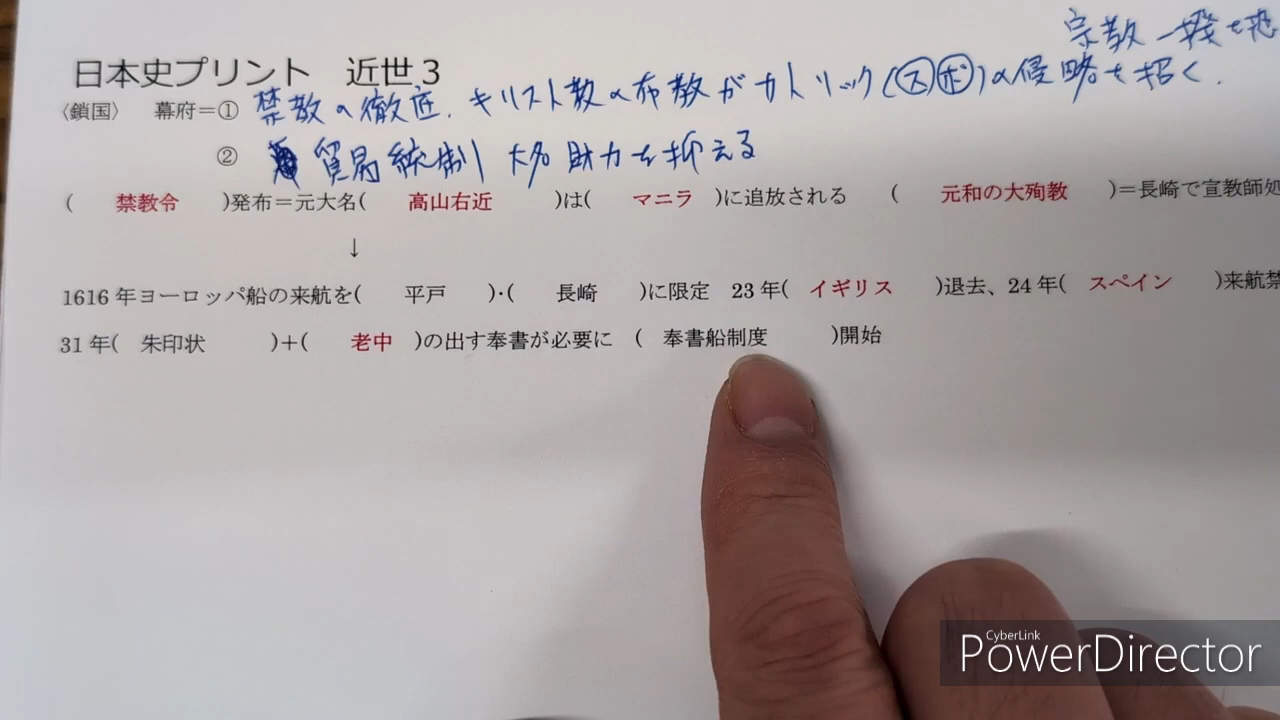 宗教一揆を恐
日本史プリント 近世3
〈鎖国〉 幕府＝① 禁教の徹底.キリスト教の布教がカトリック(㋜㋭)の侵略を招く.
② 貿易統制 大名財力を抑える
( 禁教令 )発布＝元大名( 高山右近 )は( マニラ )に追放される ( 元和の大殉教 )＝長崎で宣教師処
↓
1616年ヨーロッパ船の来航を( 平戸 )・( 長崎 )に限定 23年( イギリス )退去、24年( スペイン )来航禁
31年( 朱印状 )＋( 老中 )の出す奉書が必要に ( 奉書船制度 )開始
CyberLink
PowerDirector